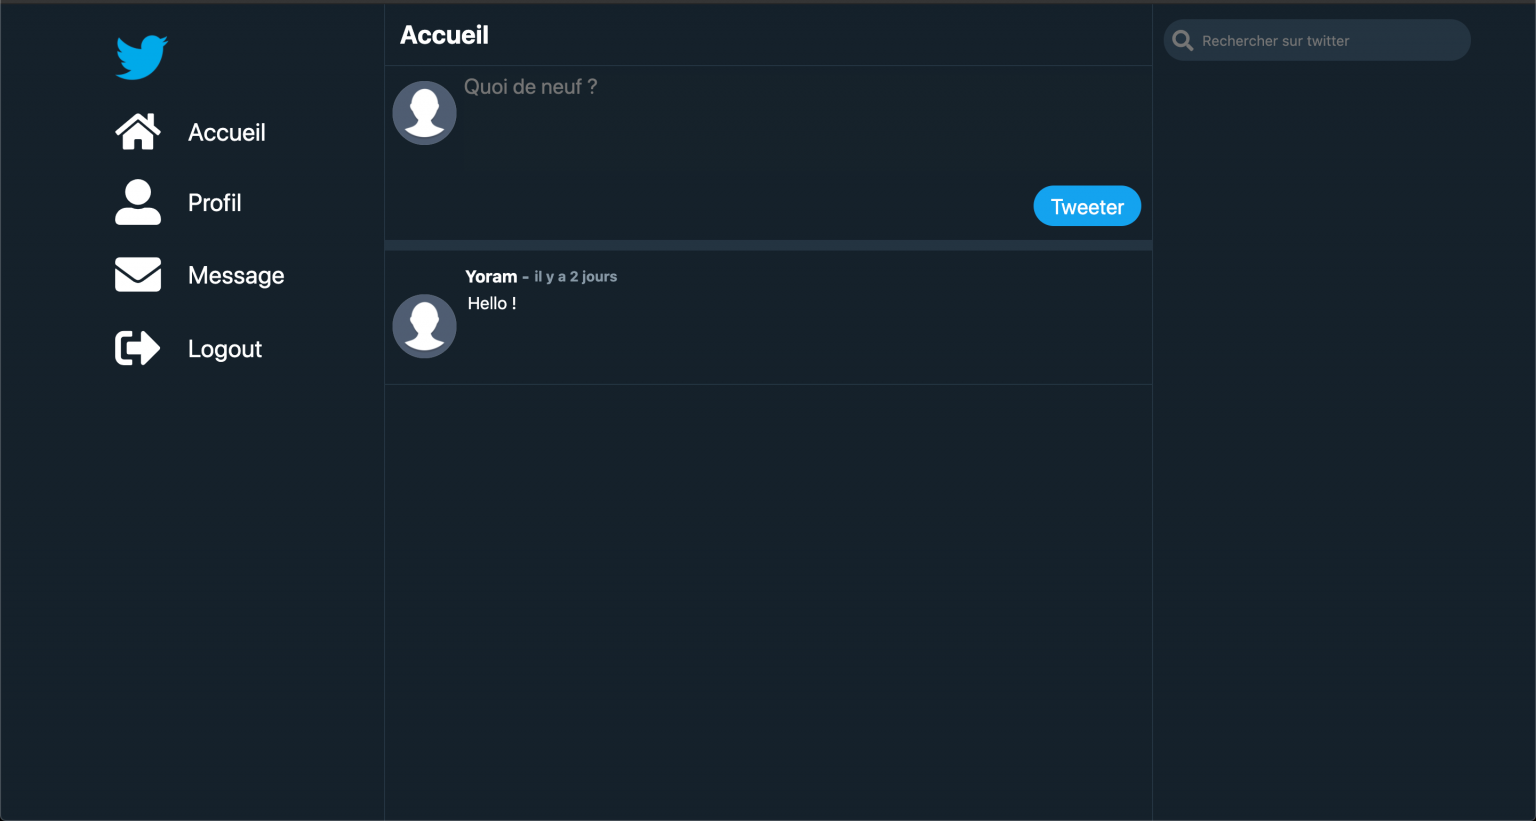 Accueil
Profil
Message
Logout
Accueil
Quoi de neuf ?
Tweeter
Yoram - il y a 2 jours
Hello !
Rechercher sur twitter